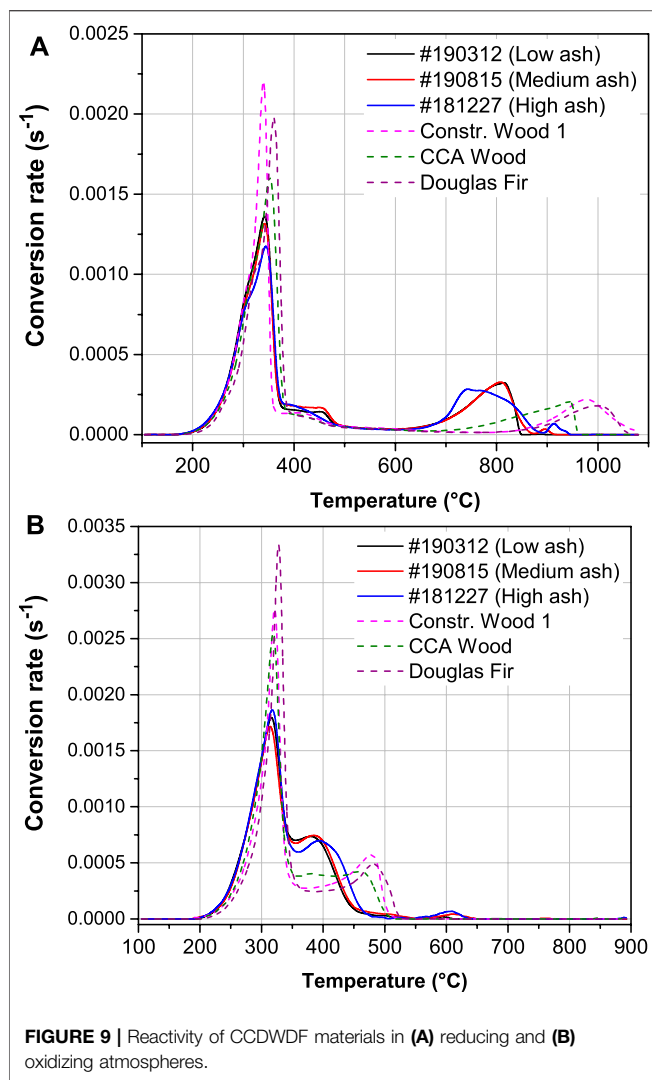 A
0.0025
0.0020
0.0015
0.0010
0.0005
0.0000
Conversion rate (s⁻¹)
#190312 (Low ash)
#190815 (Medium ash)
#181227 (High ash)
Constr. Wood 1
CCA Wood
Douglas Fir
200 400 600 800 1000
Temperature (°C)
B
0.0035
0.0030
0.0025
0.0020
0.0015
0.0010
0.0005
0.0000
Conversion rate (s⁻¹)
#190312 (Low ash)
#190815 (Medium ash)
#181227 (High ash)
Constr. Wood 1
CCA Wood
Douglas Fir
100 200 300 400 500 600 700 800 900
Temperature (°C)
FIGURE 9 | Reactivity of CCDWDF materials in (A) reducing and (B)
oxidizing atmospheres.